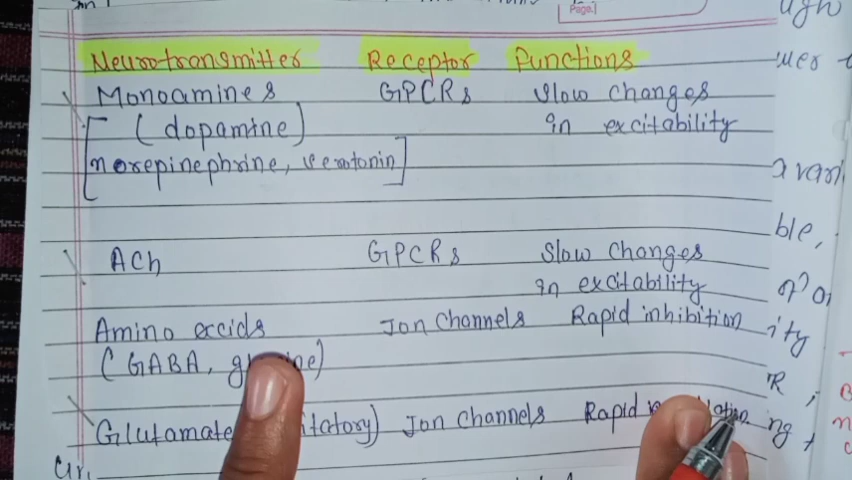 Page:
Neurotransmitter Receptor Functions
Monoamines GPCRs Slow changes
(dopamine) in excitability
norepinephrine, serotonin]
ACh GPCRs Slow changes
in excitability
Amino accids Ion Channels Rapid inhibition
(GABA,
Glutamate Ion Channels Rapid